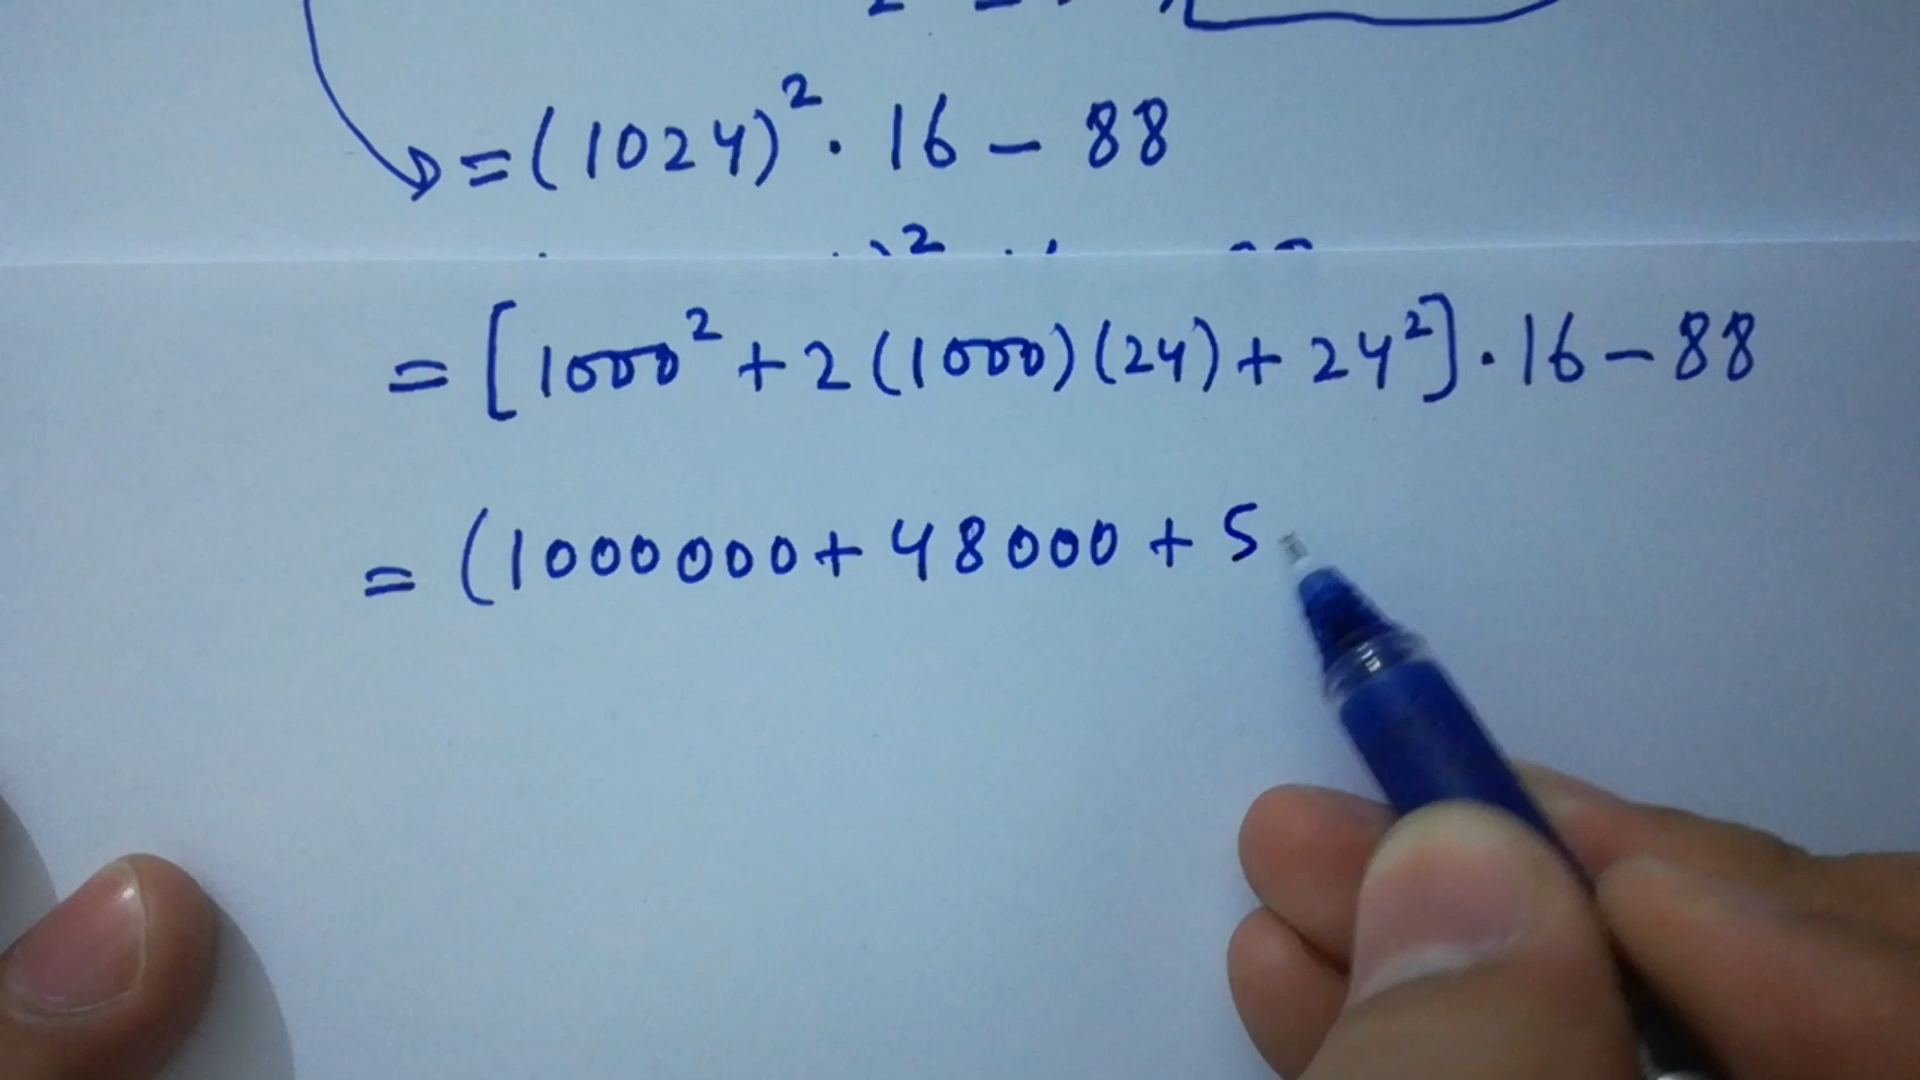 = (1024)² · 16 - 88
= [1000² + 2(1000)(24) + 24²] · 16 - 88
= (1000000 + 48000 + 5